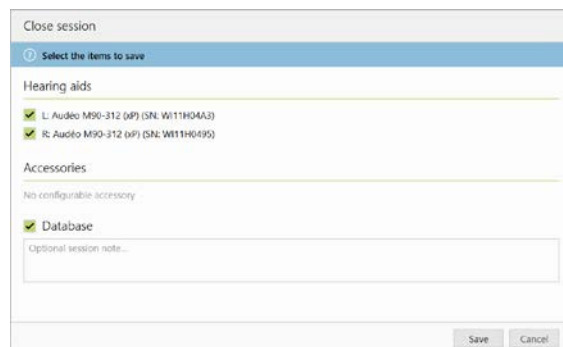 Close session
Select the items to save
Hearing aids
L: Audéo M90-312 (xP) (SN: WI11H04A3)
R: Audéo M90-312 (xP) (SN: WI11H0495)
Accessories
No configurable accessory
Database
Optional session note...
Save Cancel